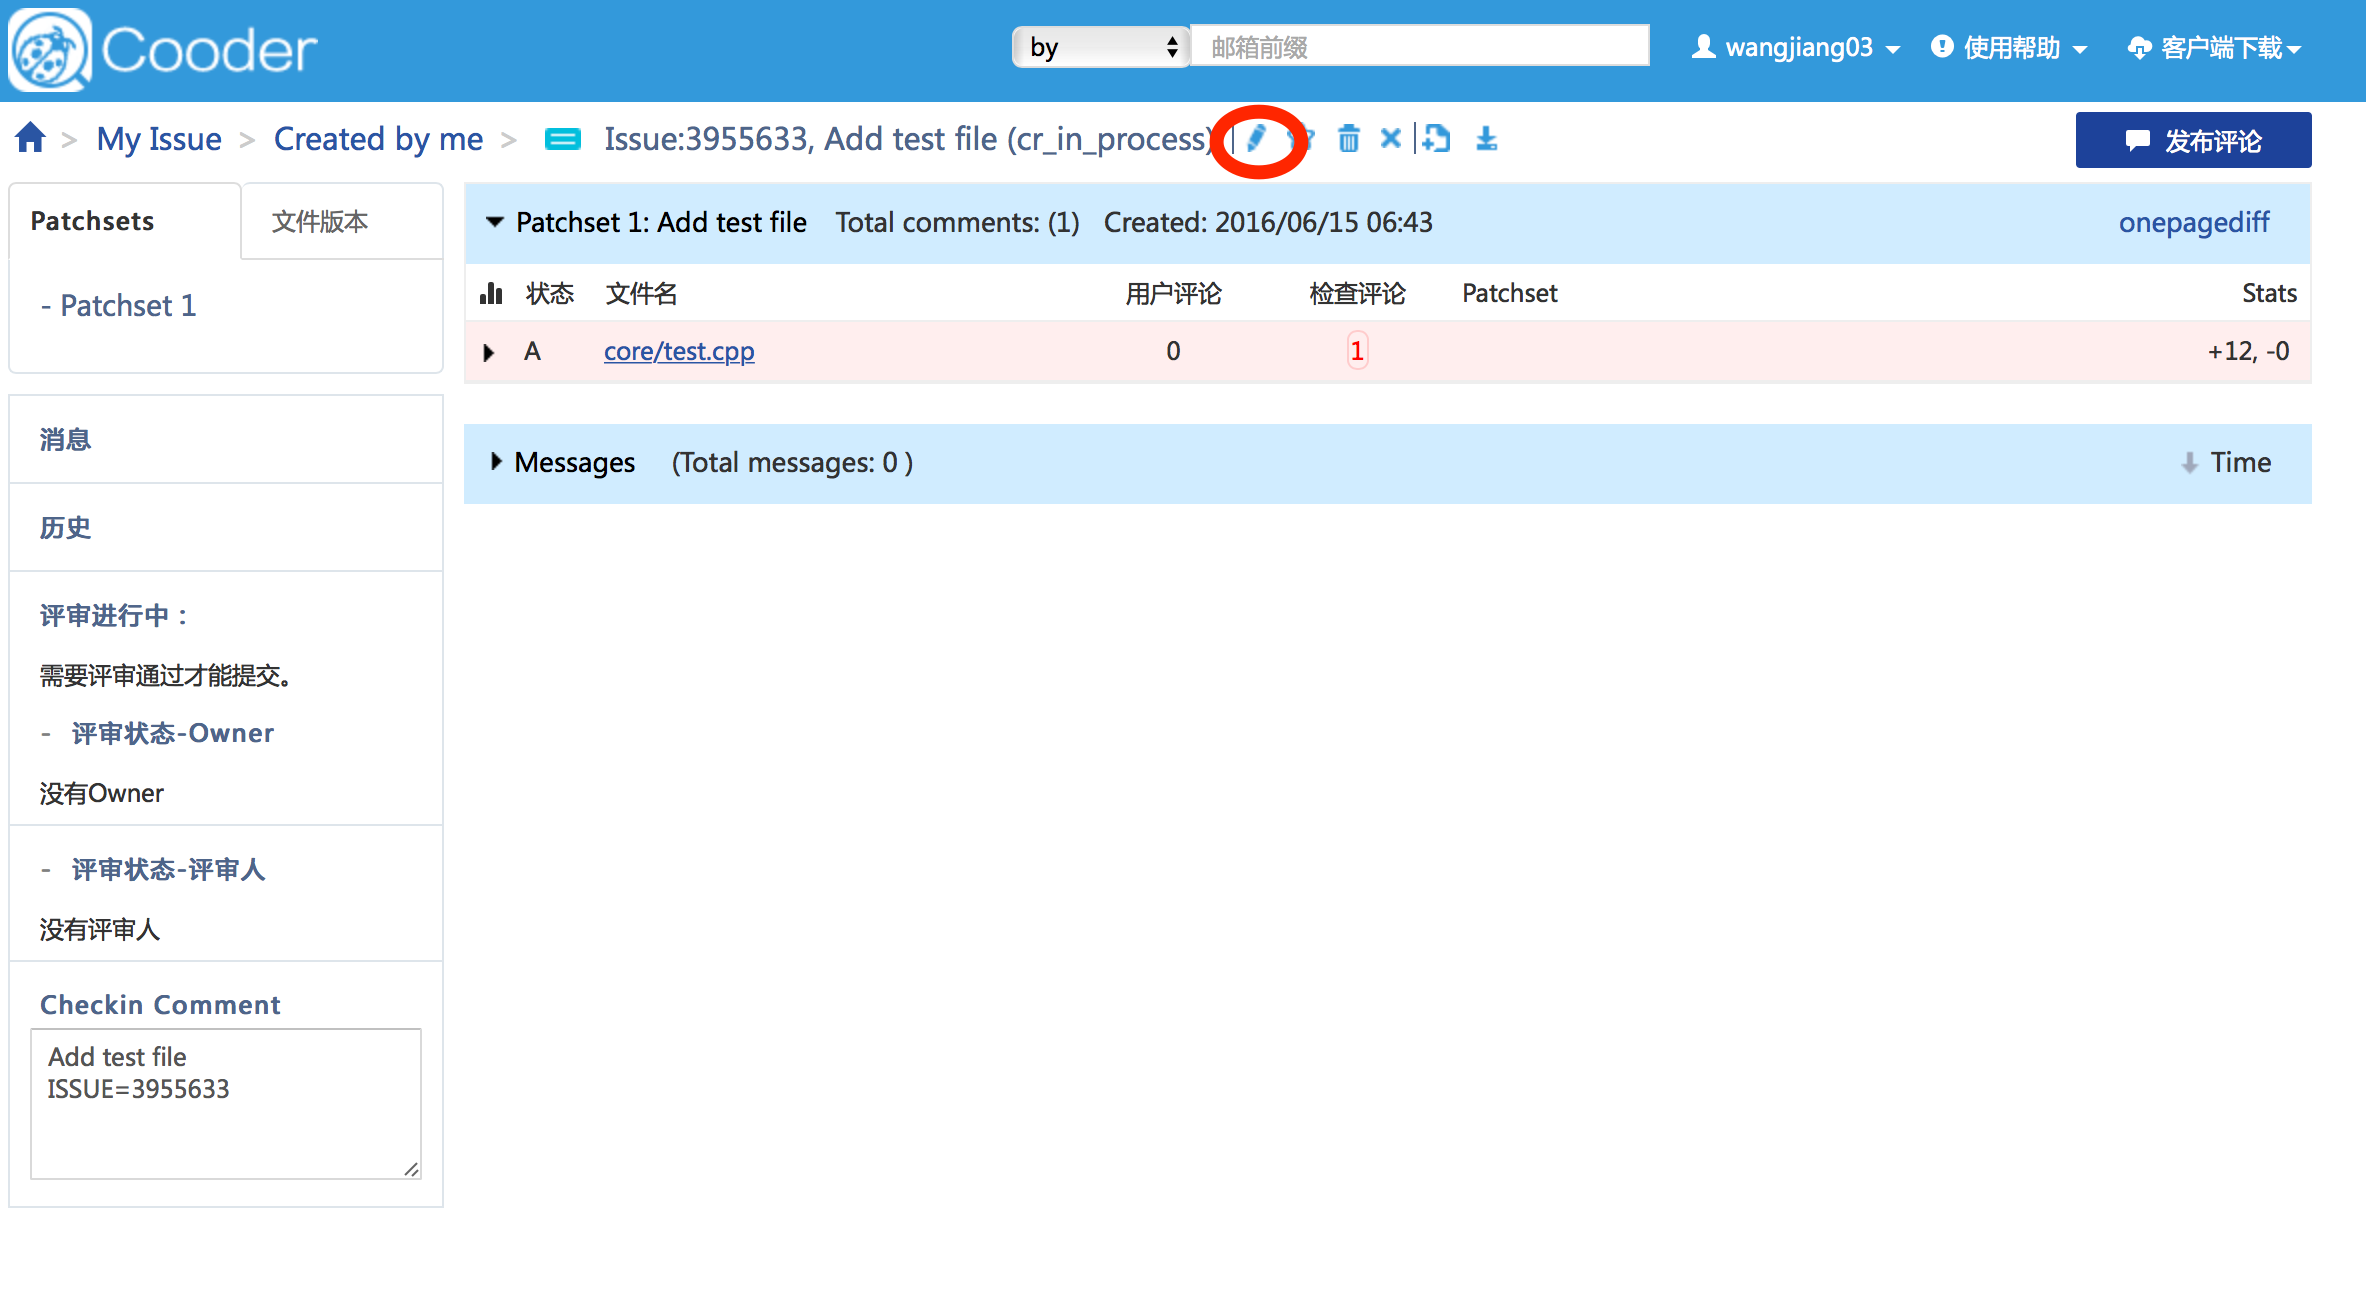 Cooder
by
邮箱前缀
wangjiang03
使用帮助
客户端下载
> My Issue > Created by me > Issue:3955633, Add test file (cr_in_process)
发布评论
Patchsets
文件版本
- Patchset 1
Patchset 1: Add test file Total comments: (1) Created: 2016/06/15 06:43
onepagediff
状态 文件名 用户评论 检查评论 Patchset Stats
A core/test.cpp 0 1 +12, -0
Messages (Total messages: 0 )
Time
消息
历史
评审进行中：
需要评审通过才能提交。
- 评审状态-Owner
没有Owner
- 评审状态-评审人
没有评审人
Checkin Comment
Add test file
ISSUE=3955633